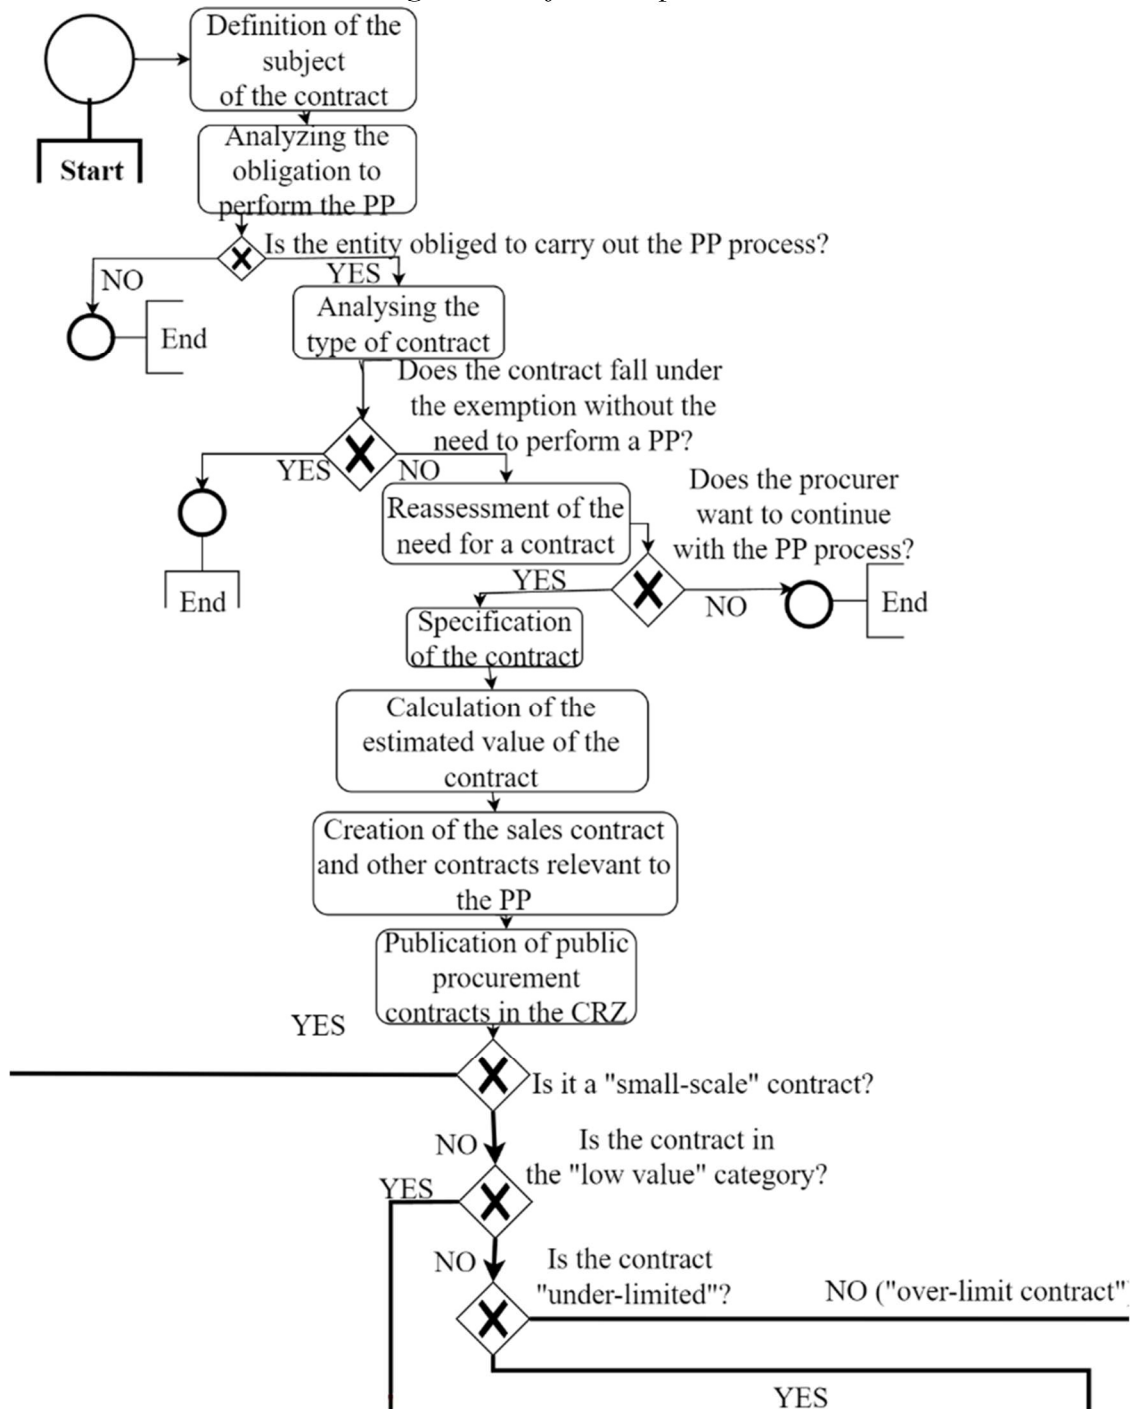 Definition of the
subject
of the contract
Start
Analyzing the
obligation to
perform the PP
Is the entity obliged to carry out the PP process?
NO
YES
End
Analysing the
type of contract
Does the contract fall under
the exemption without the
need to perform a PP?
YES
NO
End
Reassessment of the
need for a contract
Does the procurer
want to continue
with the PP process?
YES
NO
End
Specification
of the contract
Calculation of the
estimated value of the
contract
Creation of the sales contract
and other contracts relevant to
the PP
Publication of public
procurement
contracts in the CRZ
YES
Is it a "small-scale" contract?
NO
Is the contract in
the "low value" category?
YES
NO
Is the contract
"under-limited"?
NO ("over-limit contract"
YES